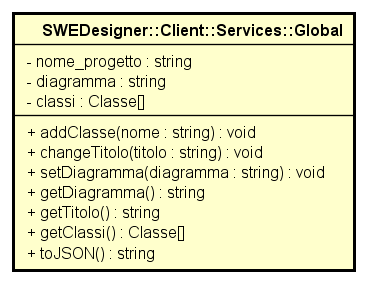 SWEDesigner::Client::Services::Global
- nome_progetto : string
- diagramma : string
- classi : Classe[]
+ addClasse(nome : string) : void
+ changeTitolo(titolo : string) : void
+ setDiagramma(diagramma : string) : void
+ getDiagramma() : string
+ getTitolo() : string
+ getClassi() : Classe[]
+ toJSON() : string